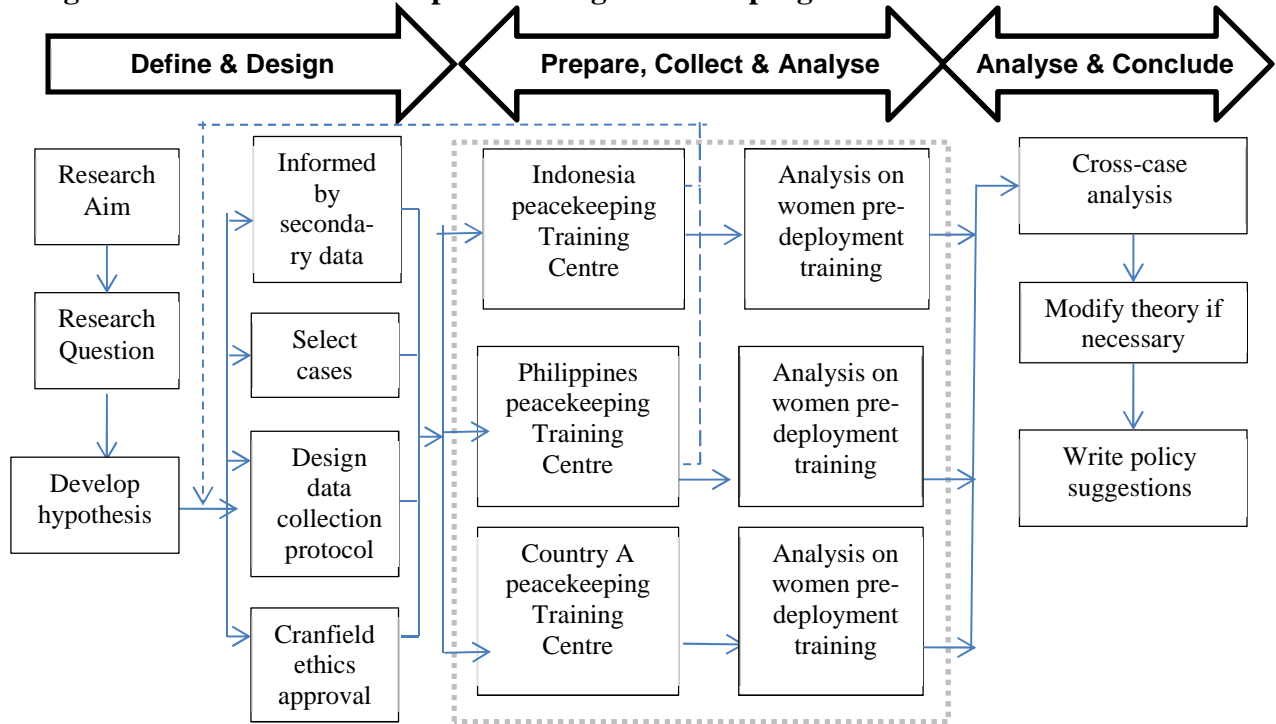 Define & Design
Prepare, Collect & Analyse
Analyse & Conclude
Research
Aim
Research
Question
Develop
hypothesis
Informed
by
seconda-
ry data
Select
cases
Design
data
collection
protocol
Cranfield
ethics
approval
Indonesia
peacekeeping
Training
Centre
Philippines
peacekeeping
Training
Centre
Country A
peacekeeping
Training
Centre
Analysis on
women pre-
deployment
training
Analysis on
women pre-
deployment
training
Analysis on
women pre-
deployment
training
Cross-case
analysis
Modify theory if
necessary
Write policy
suggestions